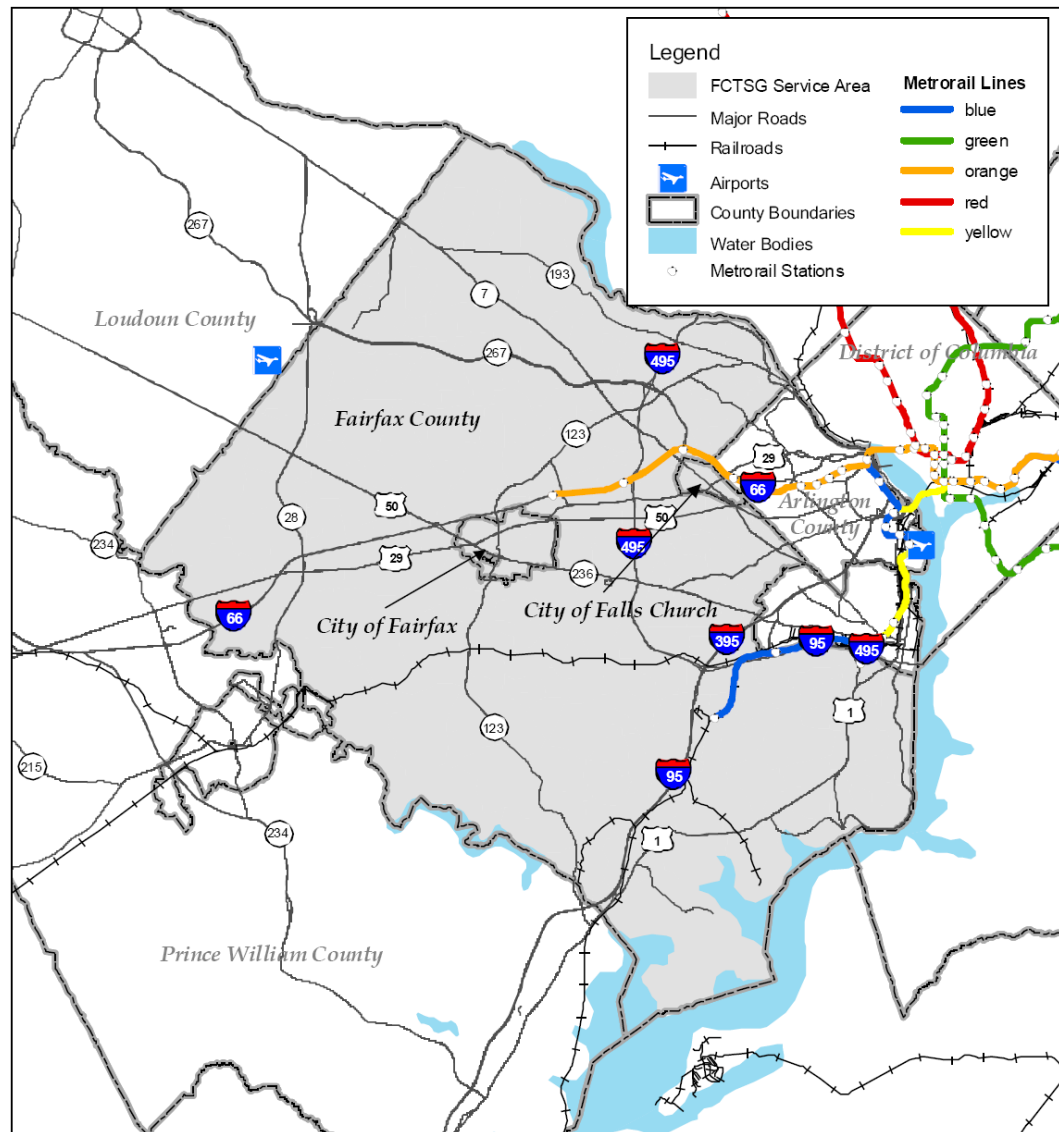 Legend
FCTSG Service Area
Major Roads
Railroads
Airports
County Boundaries
Water Bodies
Metrorail Stations
Metrorail Lines
blue
green
orange
red
yellow
267
193
7
Loudoun County
267
495
District of Columbia
Fairfax County
123
29
66
Arlington
County
50
28
50
234
29
495
236
City of Falls Church
City of Fairfax
66
395
95
495
1
123
215
95
234
1
Prince William County